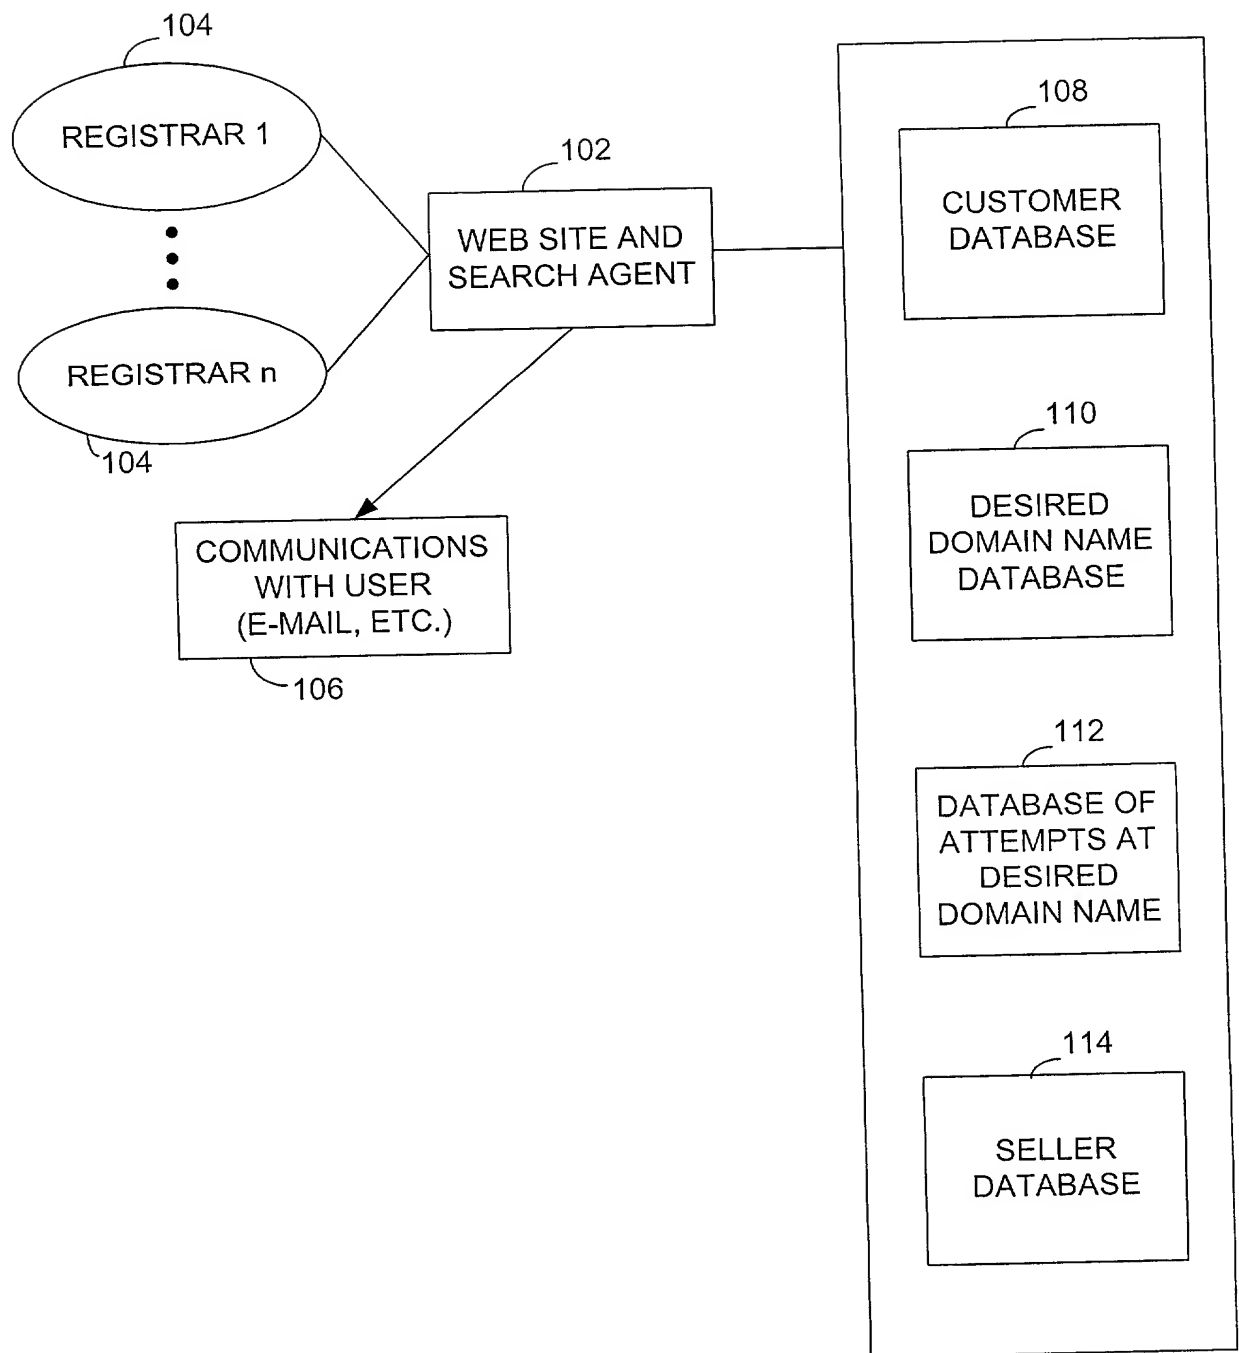 104
REGISTRAR 1
REGISTRAR n
104
102
WEB SITE AND
SEARCH AGENT
COMMUNICATIONS
WITH USER
(E-MAIL, ETC.)
106
108
CUSTOMER
DATABASE
110
DESIRED
DOMAIN NAME
DATABASE
112
DATABASE OF
ATTEMPTS AT
DESIRED
DOMAIN NAME
114
SELLER
DATABASE